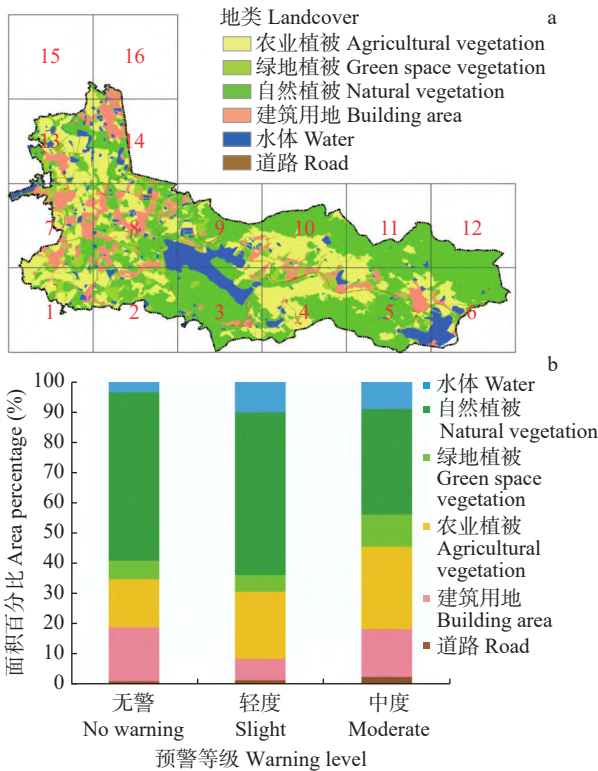 地类 Landcover
a
农业植被 Agricultural vegetation
绿地植被 Green space vegetation
自然植被 Natural vegetation
建筑用地 Building area
水体 Water
道路 Road
15
16
13
14
7
8
9
10
11
12
1
2
3
4
5
6
b
100
90
80
70
60
50
40
30
20
10
0
面积百分比 Area percentage (%)
水体 Water
自然植被
Natural vegetation
绿地植被
Green space
vegetation
农业植被
Agricultural
vegetation
建筑用地
Building area
道路 Road
无警
No warning
轻度
Slight
中度
Moderate
预警等级 Warning level